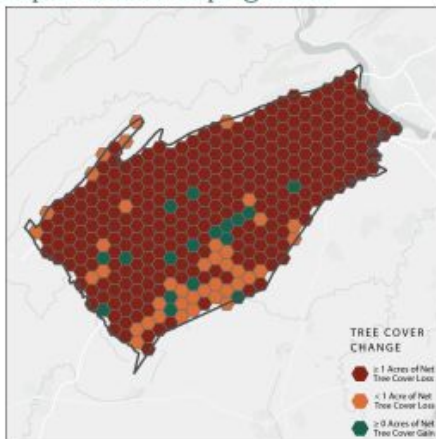 TREE COVER
CHANGE
≥ 1 Acres of Net
Tree Cover Loss
< 1 Acre of Net
Tree Cover Loss
≥0 Acre of Net
Tree Cover Gain